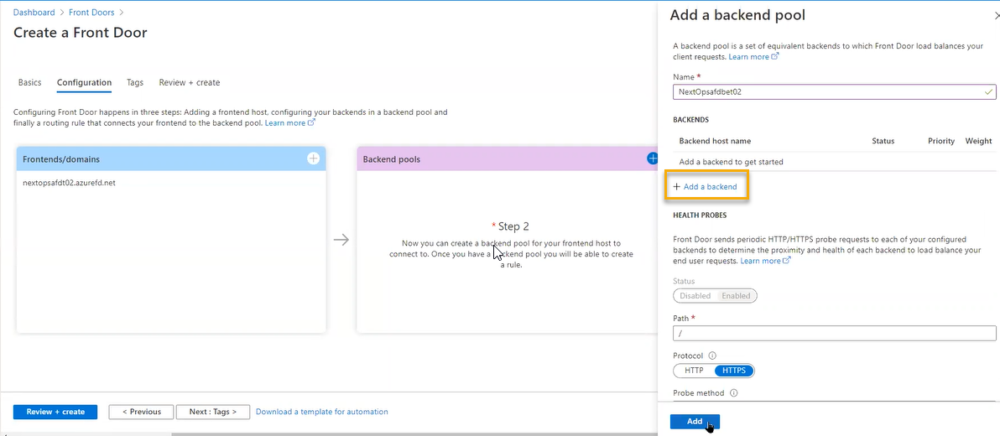 Dashboard > Front Doors >
Create a Front Door
Basics Configuration Tags Review + create
Configuring Front Door happens in three steps: Adding a frontend host, configuring your backends in a backend pool and
finally a routing rule that connects your frontend to the backend pool. Learn more
Frontends/domains
nextopsafdt02.azurefd.net
Backend pools
* Step 2
Now you can create a backend pool for your frontend host to
connect to. Once you have a backend pool you will be able to create
a rule.
Review + create < Previous Next : Tags > Download a template for automation
Add a backend pool
A backend pool is a set of equivalent backends to which Front Door load balances your
client requests. Learn more
Name *
NextOpsafdbet02
BACKENDS
Backend host name Status Priority Weight
Add a backend to get started
+ Add a backend
HEALTH PROBES
Front Door sends periodic HTTP/HTTPS probe requests to each of your configured
backends to determine the proximity and health of each backend to load balance your
end user requests. Learn more
Status
Disabled Enabled
Path *
/
Protocol
HTTP HTTPS
Probe method
Add